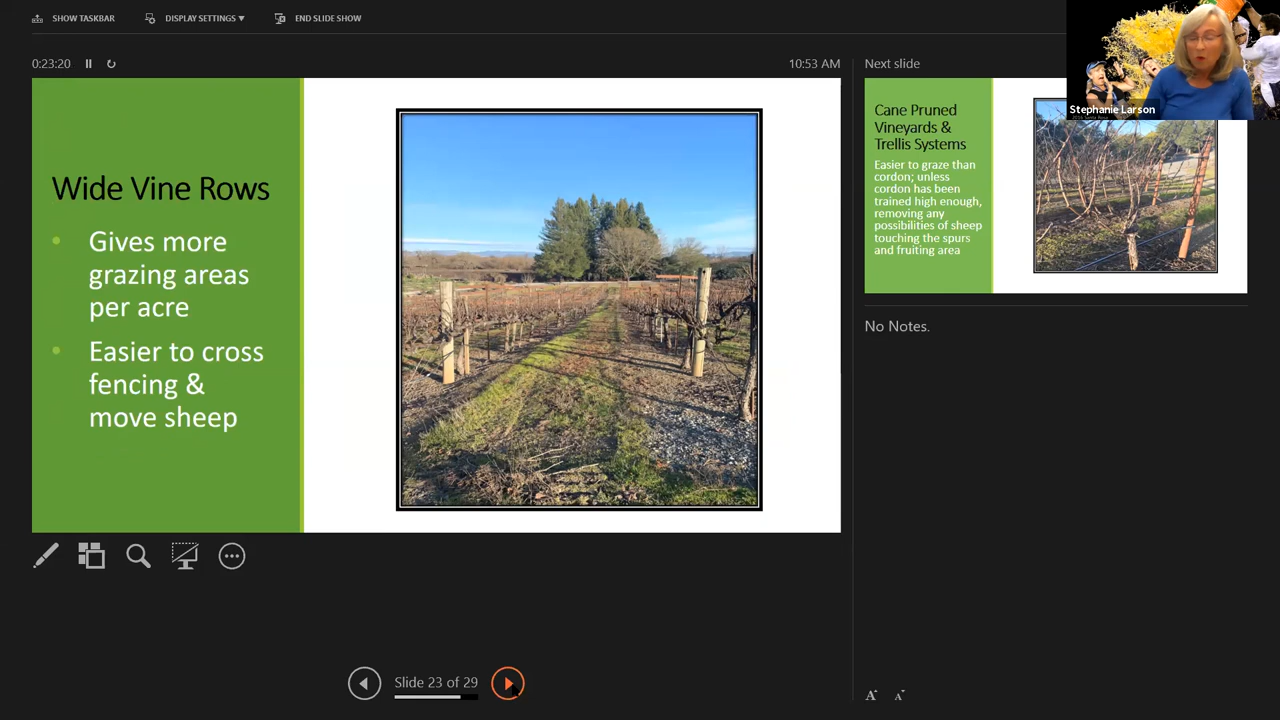 SHOW TASKBAR
DISPLAY SETTINGS ▼
END SLIDE SHOW
0:23:20
10:53 AM
Wide Vine Rows
• Gives more
grazing areas
per acre
• Easier to cross
fencing &
move sheep
Slide 23 of 29
Next slide
Stephanie Larson
Cane Pruned
Vineyards &
Trellis Systems
Easier to graze than
cordon; unless
cordon has been
trained high enough,
removing any
possibilities of sheep
touching the spurs
and fruiting area
No Notes.
A A